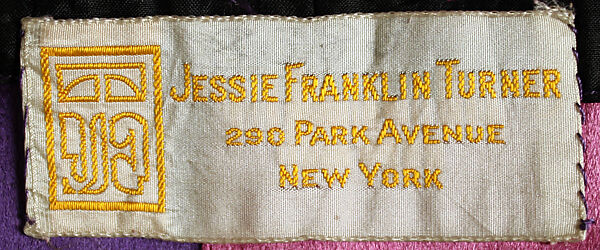 JESSIE FRANKLIN TURNER
290 PARK AVENUE
NEW YORK